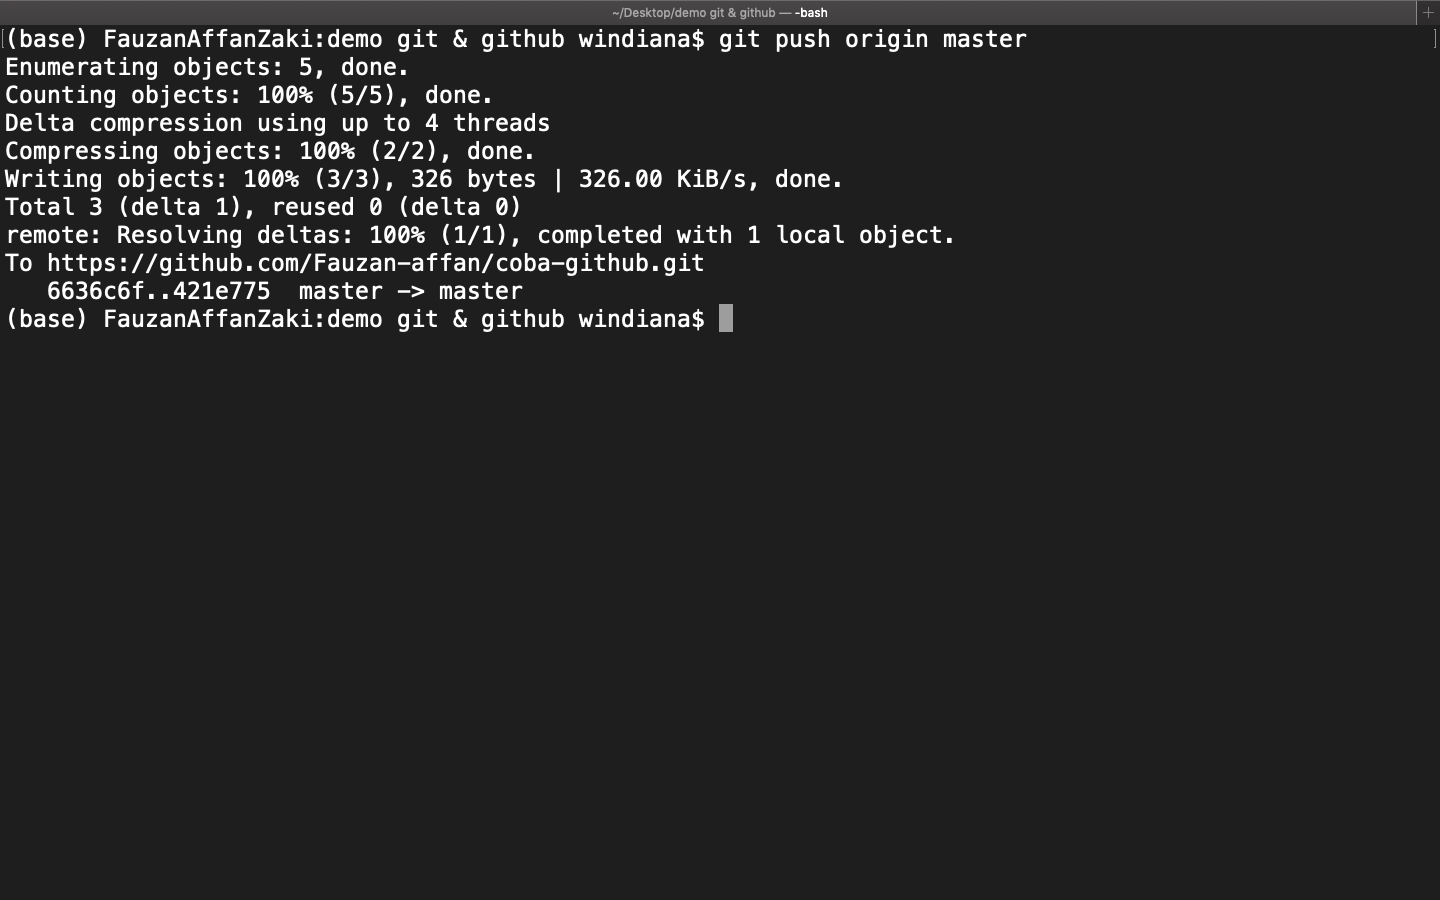 ~/Desktop/demo git & github — -bash
(base) FauzanAffanZaki:demo git & github windiana$ git push origin master
Enumerating objects: 5, done.
Counting objects: 100% (5/5), done.
Delta compression using up to 4 threads
Compressing objects: 100% (2/2), done.
Writing objects: 100% (3/3), 326 bytes | 326.00 KiB/s, done.
Total 3 (delta 1), reused 0 (delta 0)
remote: Resolving deltas: 100% (1/1), completed with 1 local object.
To https://github.com/Fauzan-affan/coba-github.git
   6636c6f..421e775  master -> master
(base) FauzanAffanZaki:demo git & github windiana$